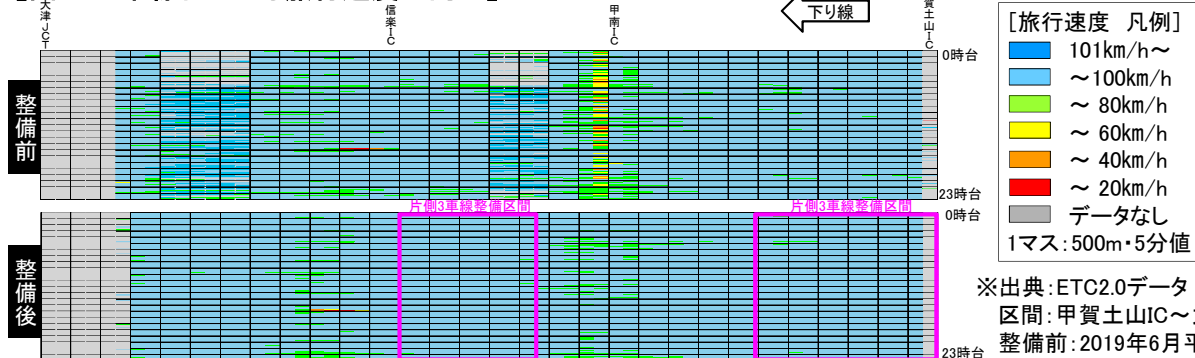 大津JCT
信楽IC
甲南IC
下り線
賀土山IC
0時台
整備前
23時台
片側3車線整備区間
片側3車線整備区間
0時台
整備後
23時台
[旅行速度 凡例]
101km/h～
～100km/h
～ 80km/h
～ 60km/h
～ 40km/h
～ 20km/h
データなし
1マス:500m・5分値
※出典:ETC2.0データ
区間:甲賀土山IC～
整備前:2019年6月平